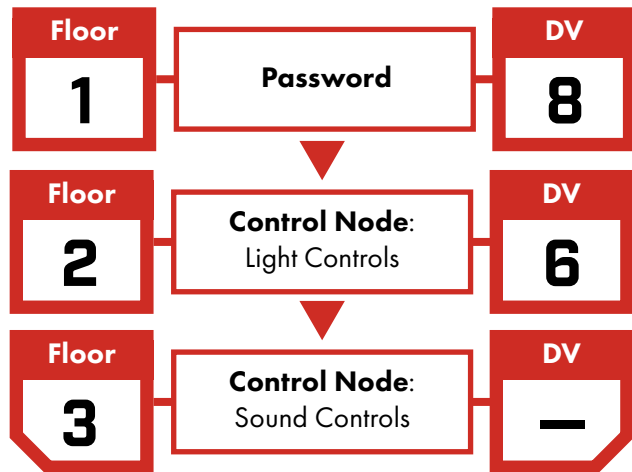 Floor
DV
1
Password
8
Floor
DV
2
Control Node:
Light Controls
6
Floor
DV
3
Control Node:
Sound Controls
—